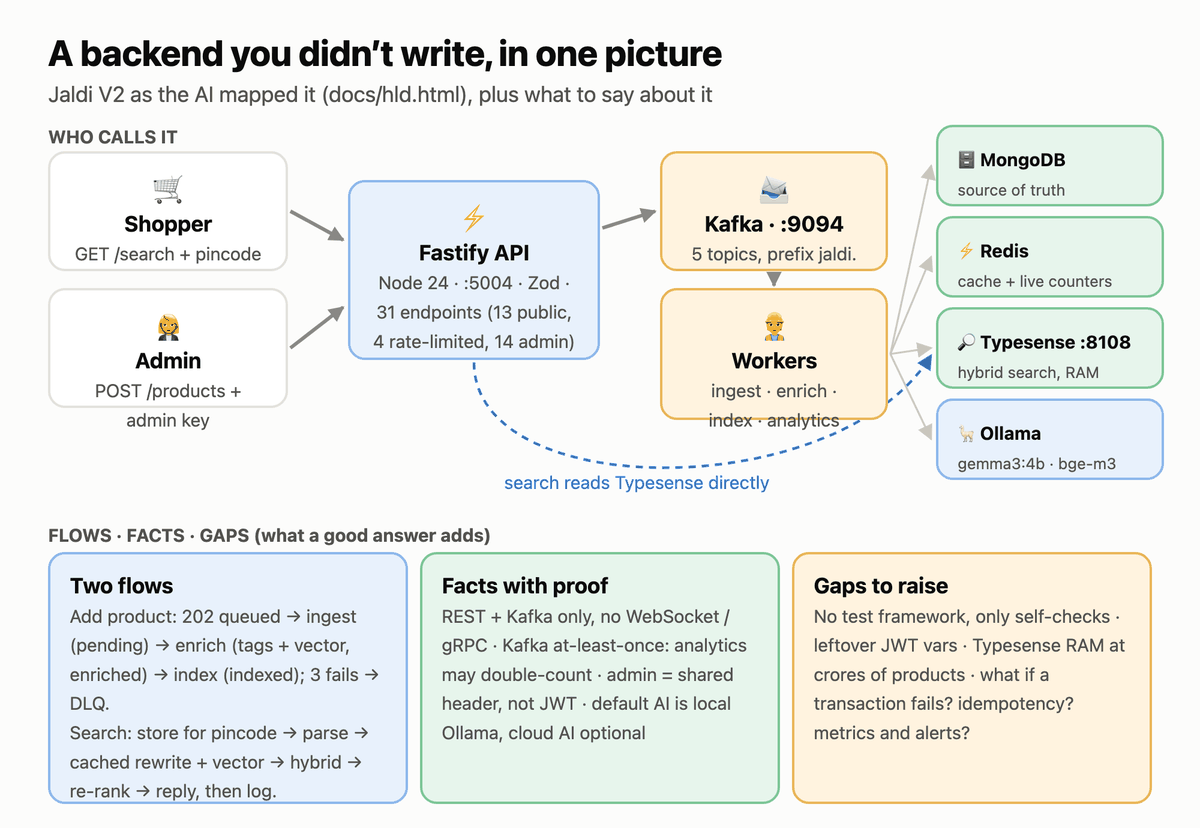 A backend you didn’t write, in one picture
Jaldi V2 as the AI mapped it (docs/hld.html), plus what to say about it
WHO CALLS IT
Shopper
GET /search + pincode
Admin
POST /products +
admin key
Fastify API
Node 24 · :5004 · Zod ·
31 endpoints (13 public,
4 rate-limited, 14 admin)
Kafka · :9094
5 topics, prefix jaldi.
Workers
ingest · enrich ·
index · analytics
MongoDB
source of truth
Redis
cache + live counters
Typesense :8108
hybrid search, RAM
Ollama
gemma3:4b · bge-m3
search reads Typesense directly
FLOWS · FACTS · GAPS (what a good answer adds)
Two flows
Add product: 202 queued → ingest
(pending) → enrich (tags + vector,
enriched) → index (indexed); 3 fails →
DLQ.
Search: store for pincode → parse →
cached rewrite + vector → hybrid →
re-rank → reply, then log.
Facts with proof
REST + Kafka only, no WebSocket /
gRPC · Kafka at-least-once: analytics
may double-count · admin = shared
header, not JWT · default AI is local
Ollama, cloud AI optional
Gaps to raise
No test framework, only self-checks ·
leftover JWT vars · Typesense RAM at
crores of products · what if a
transaction fails? idempotency?
metrics and alerts?